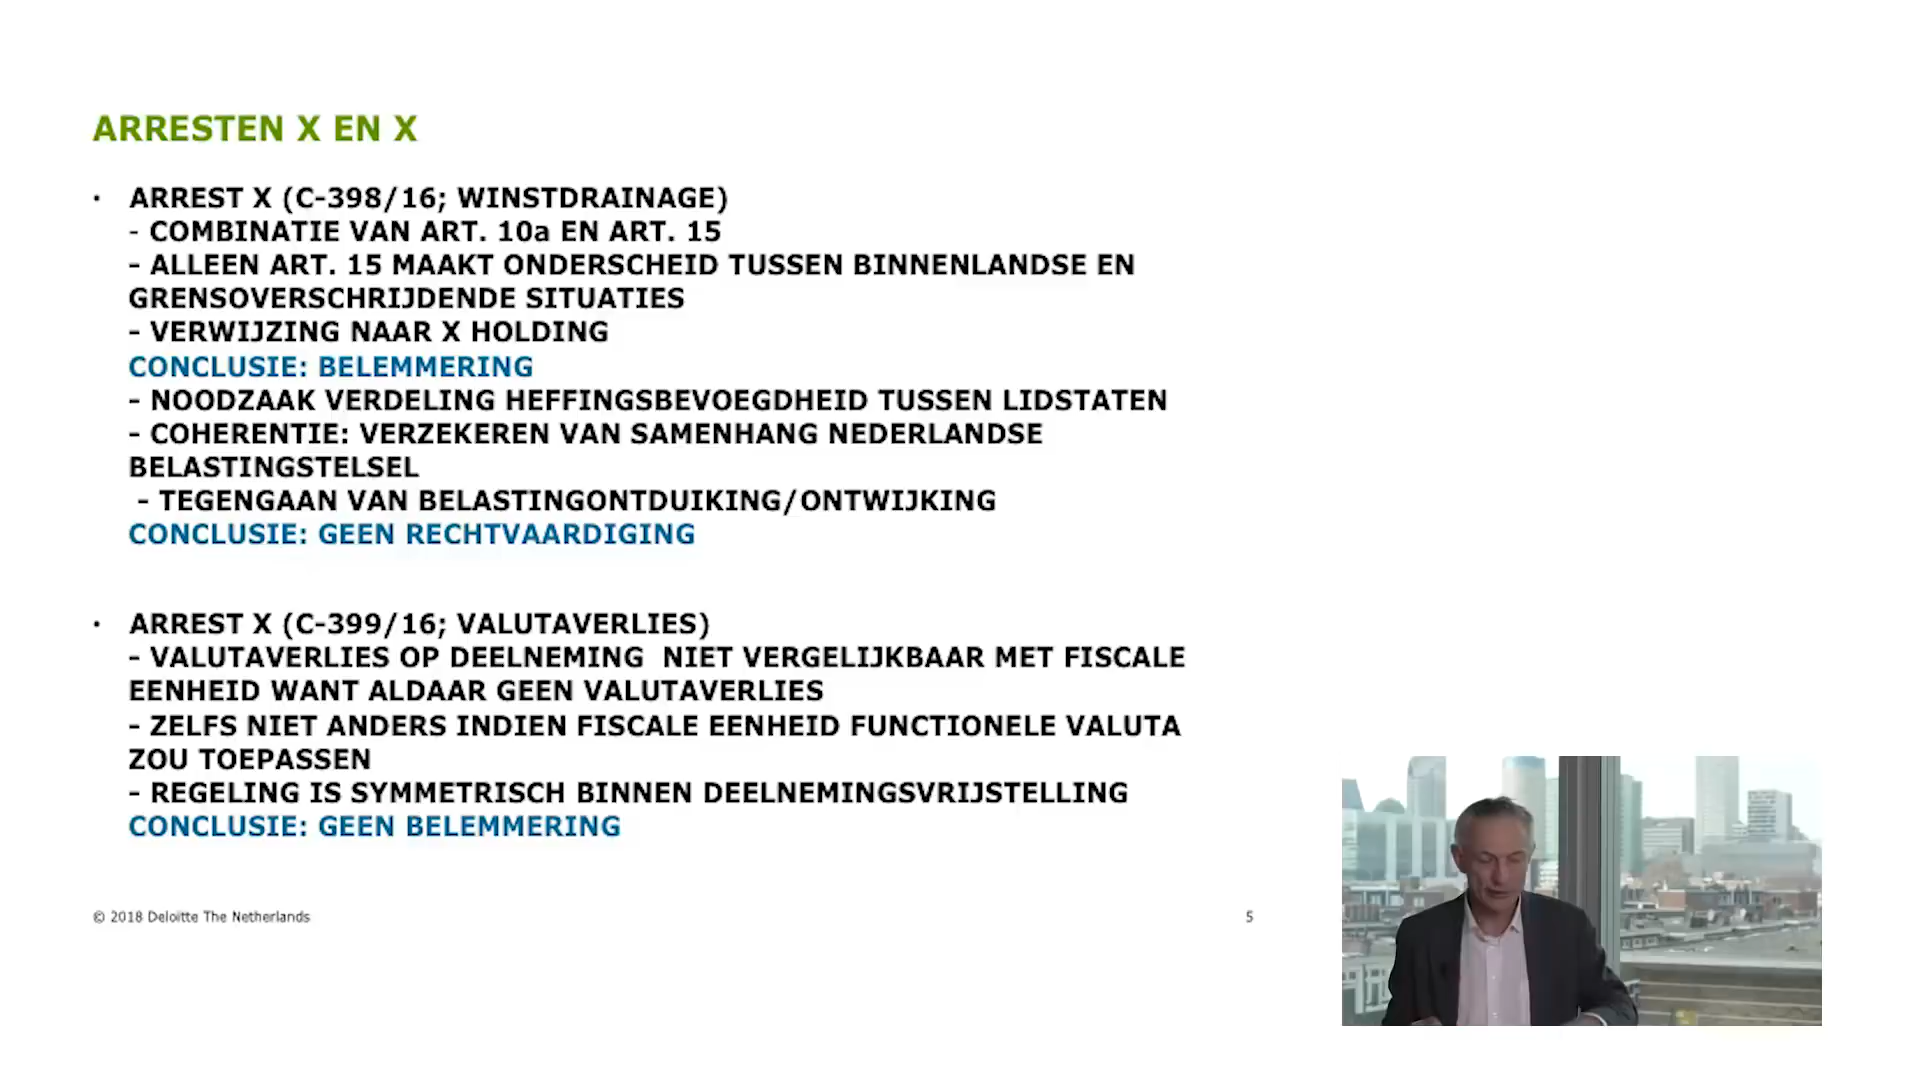 ARRESTEN X EN X
· ARREST X (C-398/16; WINSTDRAINAGE)
- COMBINATIE VAN ART. 10a EN ART. 15
- ALLEEN ART. 15 MAAKT ONDERSCHEID TUSSEN BINNENLANDSE EN
GRENSOVERSCHRIJDENDE SITUATIES
- VERWIJZING NAAR X HOLDING
CONCLUSIE: BELEMMERING
- NOODZAAK VERDELING HEFFINGSBEVOEGDHEID TUSSEN LIDSTATEN
- COHERENTIE: VERZEKEREN VAN SAMENHANG NEDERLANDSE
BELASTINGSTELSEL
- TEGENGAAN VAN BELASTINGONTDUIKING/ONTWIJKING
CONCLUSIE: GEEN RECHTVAARDIGING
· ARREST X (C-399/16; VALUTAVERLIES)
- VALUTAVERLIES OP DEELNEMING NIET VERGELIJKBAAR MET FISCALE
EENHEID WANT ALDAAR GEEN VALUTAVERLIES
- ZELFS NIET ANDERS INDIEN FISCALE EENHEID FUNCTIONELE VALUTA
ZOU TOEPASSEN
- REGELING IS SYMMETRISCH BINNEN DEELNEMINGSVRIJSTELLING
CONCLUSIE: GEEN BELEMMERING
© 2018 Deloitte The Netherlands
5